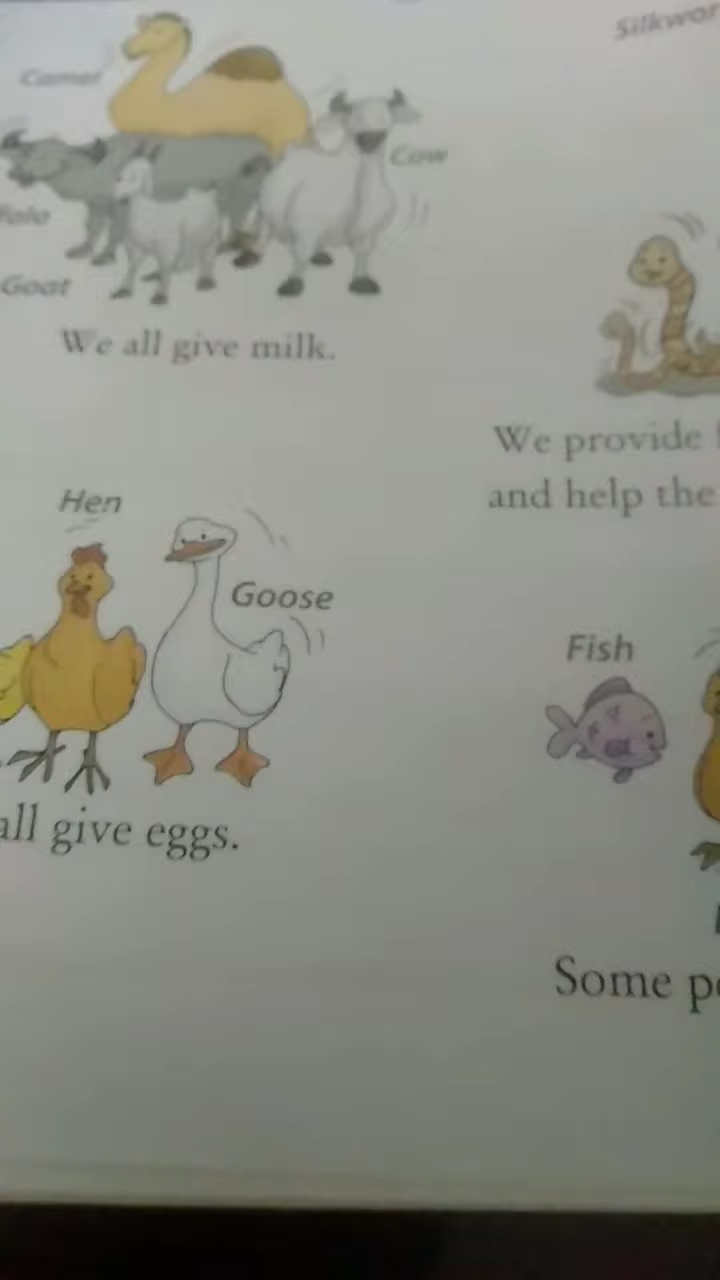 Camel
Cow
Goat
We all give milk.
Hen
Goose
all give eggs.
We provide
and help the
Fish
Some